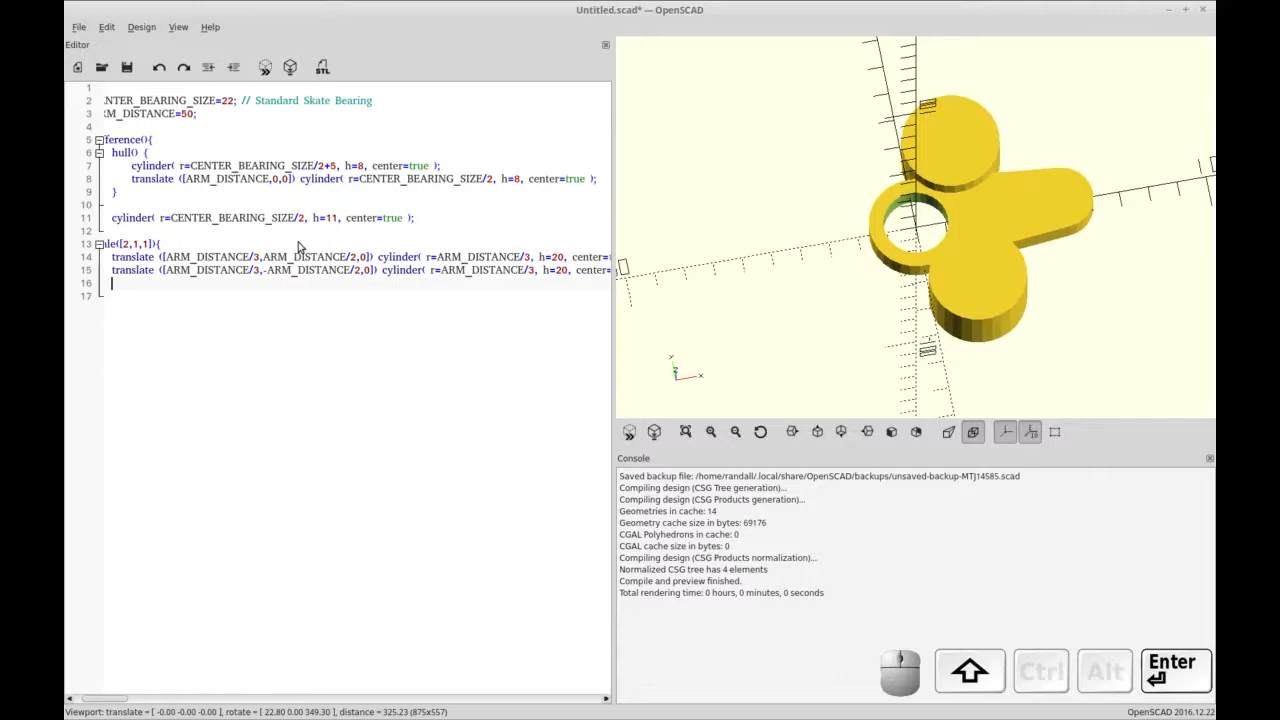 Untitled.scad* — OpenSCAD
File Edit Design View Help
Editor
STL
1
2 NTER_BEARING_SIZE=22; // Standard Skate Bearing
3 M_DISTANCE=50;
4
5 ference(){
6 hull() {
7 cylinder( r=CENTER_BEARING_SIZE/2+5, h=8, center=true );
8 translate ([ARM_DISTANCE,0,0]) cylinder( r=CENTER_BEARING_SIZE/2, h=8, center=true );
9 }
10
11 cylinder( r=CENTER_BEARING_SIZE/2, h=11, center=true );
12
13 le([2,1,1]){
14 translate ([ARM_DISTANCE/3,ARM_DISTANCE/2,0]) cylinder( r=ARM_DISTANCE/3, h=20, center=
15 translate ([ARM_DISTANCE/3,-ARM_DISTANCE/2,0]) cylinder( r=ARM_DISTANCE/3, h=20, center=
16
17
Y
Z
X
10
Console
Saved backup file: /home/randall/.local/share/OpenSCAD/backups/unsaved-backup-MTJ14585.scad
Compiling design (CSG Tree generation)...
Compiling design (CSG Products generation)...
Geometries in cache: 14
Geometry cache size in bytes: 69176
CGAL Polyhedrons in cache: 0
CGAL cache size in bytes: 0
Compiling design (CSG Products normalization)...
Normalized CSG tree has 4 elements
Compile and preview finished.
Total rendering time: 0 hours, 0 minutes, 0 seconds
Ctrl Alt Enter
Viewport: translate = [ -0.00 -0.00 -0.00 ], rotate = [ 22.80 0.00 349.30 ], distance = 325.23 (875x557)
OpenSCAD 2016.12.22